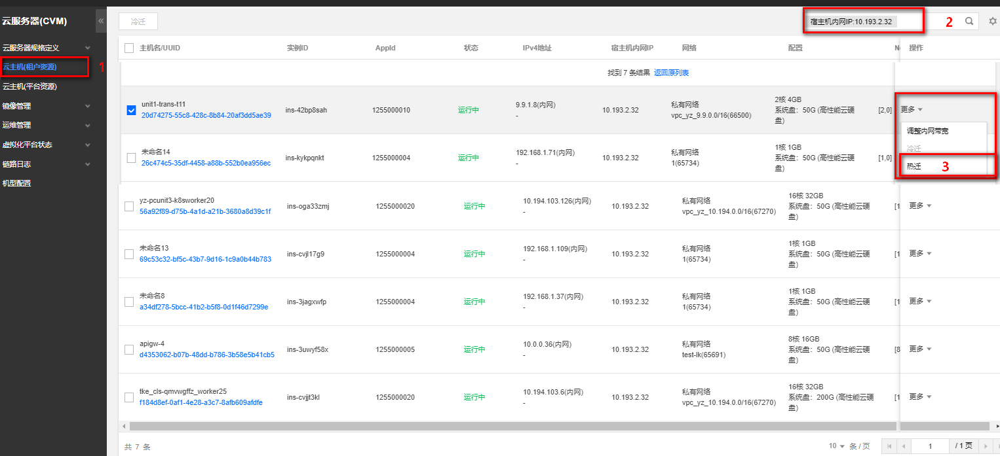 云服务器(CVM)
«
云服务器规格定义
云主机(租户资源)
1
云主机(平台资源)
镜像管理
运维管理
虚拟化平台状态
链路日志
机型配置
冷迁
宿主机内网IP:10.193.2.32
2
主机名/UUID 实例ID AppId 状态 IPv4地址 宿主机内网IP 网络 配置 操作
找到 7 条结果 返回原列表
unit1-trans-t11
20d74275-55c8-428c-8b84-20af3dd5ae39
ins-42bp8sah
1255000010
运行中
9.9.1.8(内网)
-
10.193.2.32
私有网络
vpc_yz_9.9.0.0/16(66500)
2核 4GB
系统盘：50G (高性能云硬
盘)
[2,0]
更多
调整内网带宽
冷迁
热迁
3
未命名14
26c474c5-35df-4458-a88b-552b0ea956ec
ins-kykpqnkt
1255000004
运行中
192.168.1.71(内网)
-
10.193.2.32
私有网络
1(65734)
1核 1GB
系统盘：50G (高性能云硬
盘)
[1,0]
yz-pcunit3-k8sworker20
56a92f89-d75b-4a1d-a21b-3680a8d39c1f
ins-oga33zmj
1255000020
运行中
10.194.103.126(内网)
-
10.193.2.32
私有网络
vpc_yz_10.194.0.0/16(67270)
16核 32GB
系统盘：50G (高性能云硬
盘)
[1
更多
未命名13
69c53c32-bf5c-43b7-9d16-1c9a0b44b783
ins-cvjl17g9
1255000004
运行中
192.168.1.109(内网)
-
10.193.2.32
私有网络
1(65734)
1核 1GB
系统盘：50G (高性能云硬
盘)
[1
更多
未命名8
a34df278-5bcc-41b2-b5f8-0d1f46d7299e
ins-3jagxwfp
1255000004
运行中
192.168.1.37(内网)
-
10.193.2.32
私有网络
1(65734)
1核 1GB
系统盘：50G (高性能云硬
盘)
[1
更多
apigw-4
d4353062-b07b-48dd-b786-3b58e5b41cb5
ins-3uwyf58x
1255000005
运行中
10.0.0.36(内网)
-
10.193.2.32
私有网络
test-lk(65691)
8核 16GB
系统盘：50G (高性能云硬
盘)
[8
更多
tke_cls-qmvwgffz_worker25
f184d8ef-0af1-4e28-a3c7-8afb609afdfe
ins-cvjjt3kl
1255000020
运行中
10.194.103.6(内网)
-
10.193.2.32
私有网络
vpc_yz_10.194.0.0/16(67270)
16核 32GB
系统盘：200G (高性能云硬
盘)
[1
更多
共 7 条
10 条 / 页
1 / 1 页